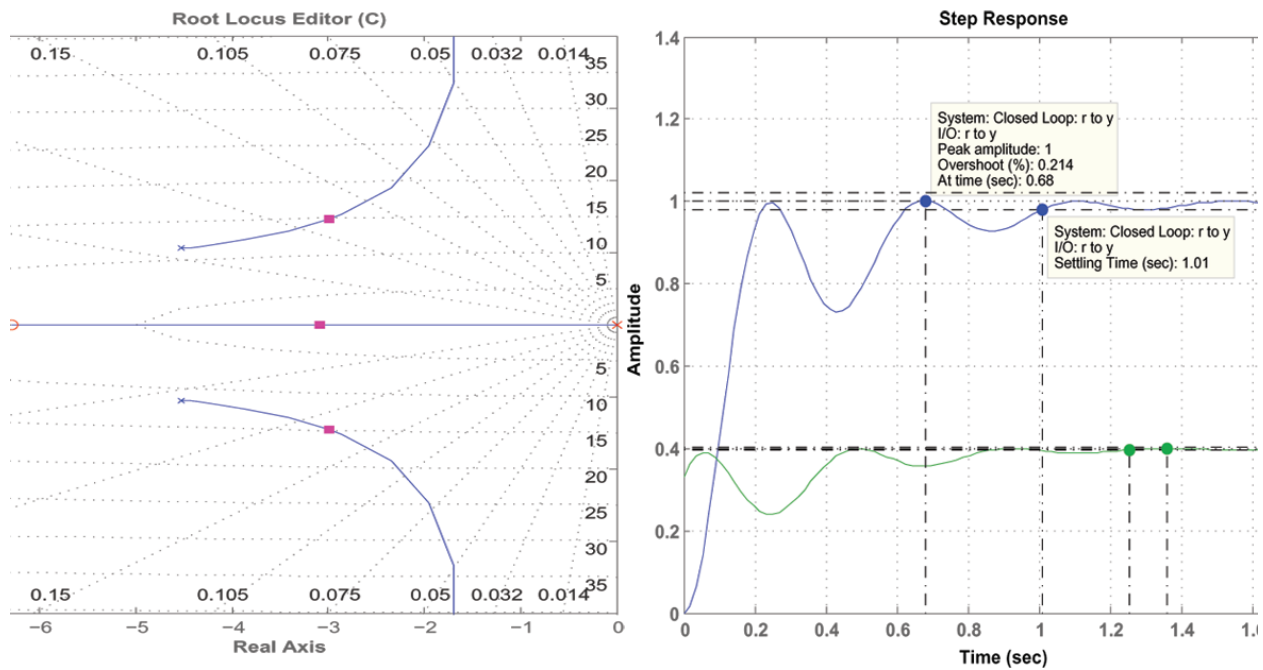 Root Locus Editor (C)
0.15 0.105 0.075 0.05 0.032 0.014
35
30
25
20
15
10
5
5
10
15
20
25
30
35
0.15 0.105 0.075 0.05 0.032 0.014
−6 −5 −4 −3 −2 −1 0
Real Axis
Step Response
Amplitude
1.4
1.2
1
0.8
0.6
0.4
0.2
0
System: Closed Loop: r to y
I/O: r to y
Peak amplitude: 1
Overshoot (%): 0.214
At time (sec): 0.68
System: Closed Loop: r to y
I/O: r to y
Settling Time (sec): 1.01
0 0.2 0.4 0.6 0.8 1 1.2 1.4 1.6
Time (sec)